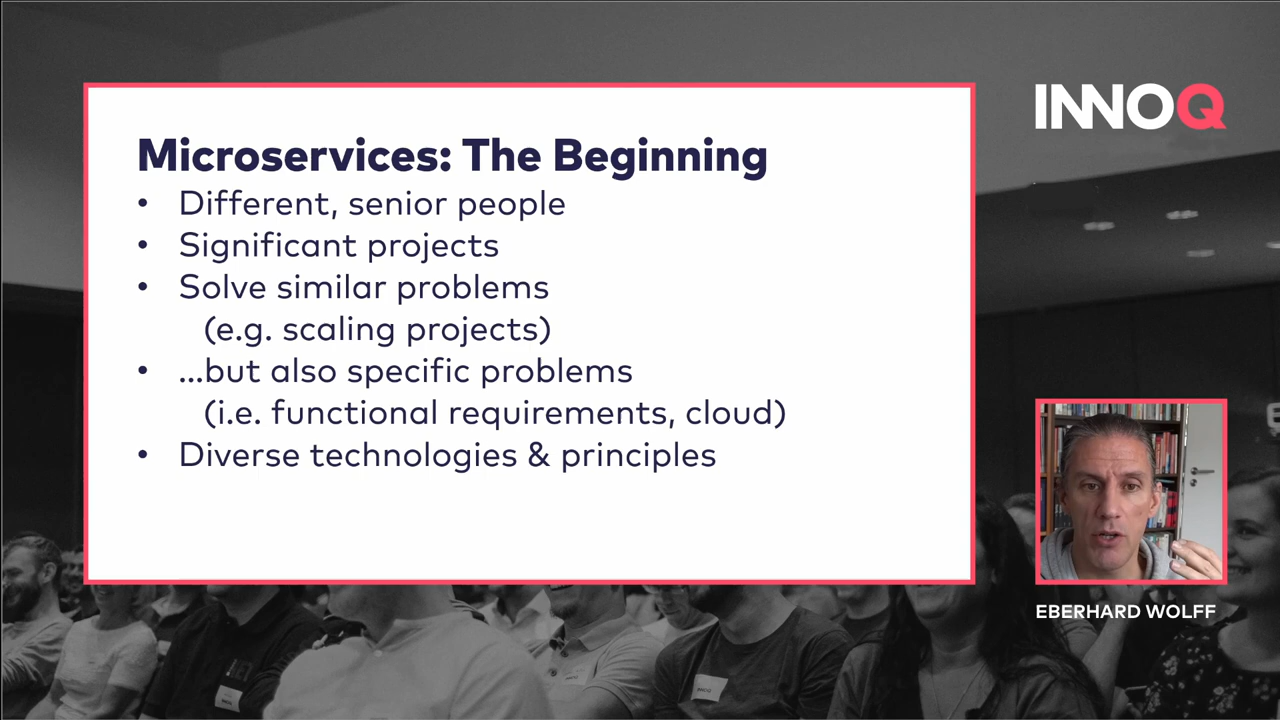 Microservices: The Beginning
• Different, senior people
• Significant projects
• Solve similar problems
(e.g. scaling projects)
• ...but also specific problems
(i.e. functional requirements, cloud)
• Diverse technologies & principles
INNOQ
EBERHARD WOLFF
INNOQ